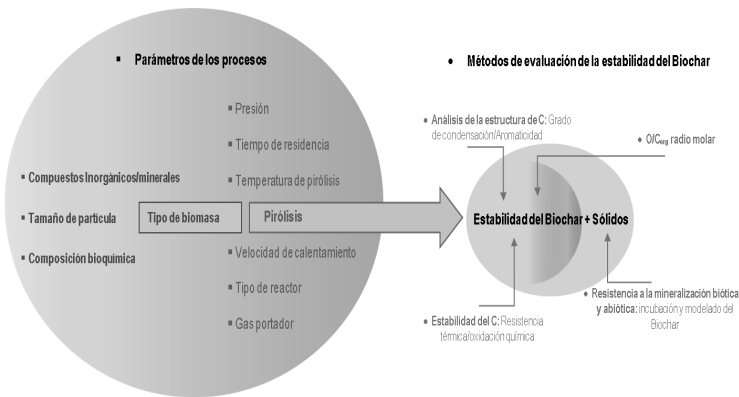 ▪ Parámetros de los procesos
▪ Presión
▪ Tiempo de residencia
▪ Temperatura de pirólisis
▪ Compuestos Inorgánicos/minerales
▪ Tamaño de partícula
▪ Composición bioquímica
Tipo de biomasa
Pirólisis
▪ Velocidad de calentamiento
▪ Tipo de reactor
▪ Gas portador
• Métodos de evaluación de la estabilidad del Biochar
• Anàlisis de la estructura de C: Grado
de condensación/Aromaticidad
• O/Corg radio molar
Estabilidad del Biochar + Sólidos
• Estabilidad del C: Resistencia
térmica/oxidación química
• Resistencia a la mineralización biótica
y abiótica: incubación y modelado del
Biochar